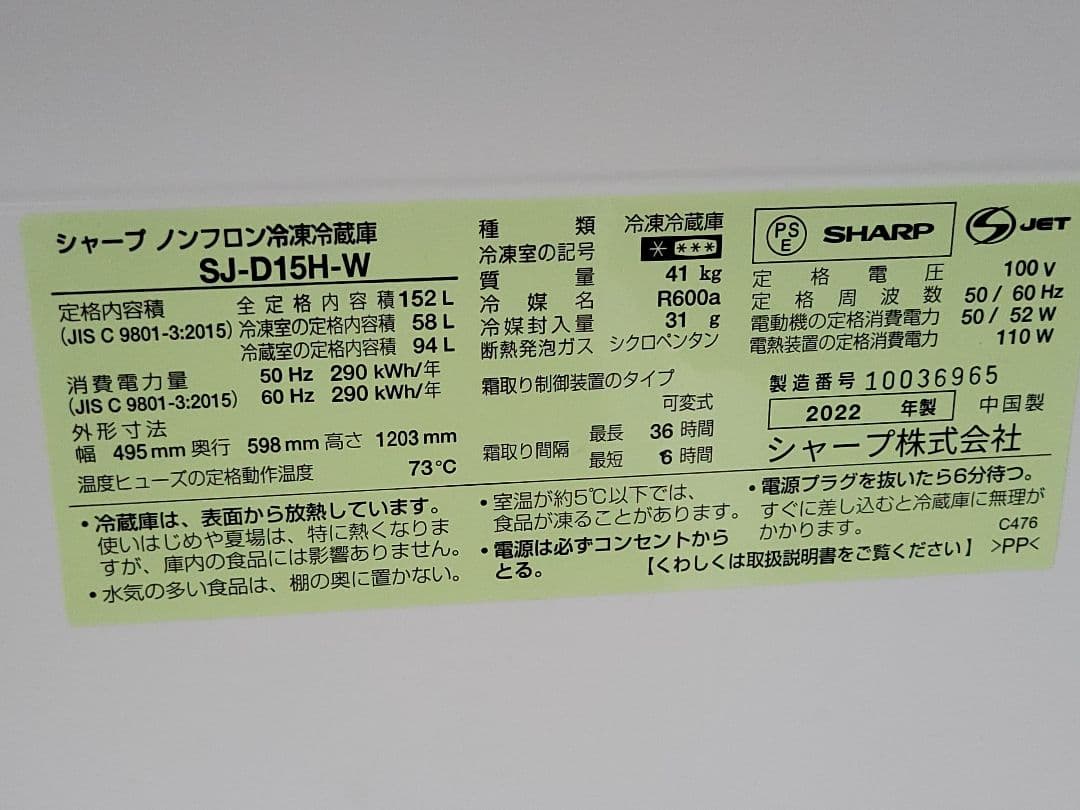 シャープ ノンフロン冷凍冷蔵庫
SJ-D15H-W
定格内容積 全定格内容積 152 L
(JIS C 9801-3:2015) 冷凍室の定格内容積 58 L
冷蔵室の定格内容積 94 L
消費電力量 50 Hz 290 kWh/年
(JIS C 9801-3:2015) 60 Hz 290 kWh/年
外形寸法
幅 495 mm 奥行 598 mm 高さ 1203 mm
温度ヒューズの定格動作温度 73℃
種類 冷凍冷蔵庫
冷凍室の記号 * ***
質量 41 kg
冷媒名 R600a
冷媒封入量 31 g
断熱発泡ガス シクロペンタン
霜取り制御装置のタイプ
可変式
霜取り間隔 最長 36 時間
最短 6 時間
PS E SHARP S JET
定格電圧 100 V
定格周波数 50 / 60 Hz
電動機の定格消費電力 50 / 52 W
電熱装置の定格消費電力 110 W
製造番号 10036965
2022 年製 中国製
シャープ株式会社
・冷蔵庫は、表面から放熱しています。
使いはじめや夏場は、特に熱くなりま
すが、庫内の食品には影響ありません。
・水気の多い食品は、棚の奥に置かない。
・室温が約5℃以下では、
食品が凍ることがあります。
・電源は必ずコンセントから
とる。
・電源プラグを抜いたら6分待つ。
すぐに差し込むと冷蔵庫に無理が
かかります。 C476
【くわしくは取扱説明書をご覧ください】 >PP<